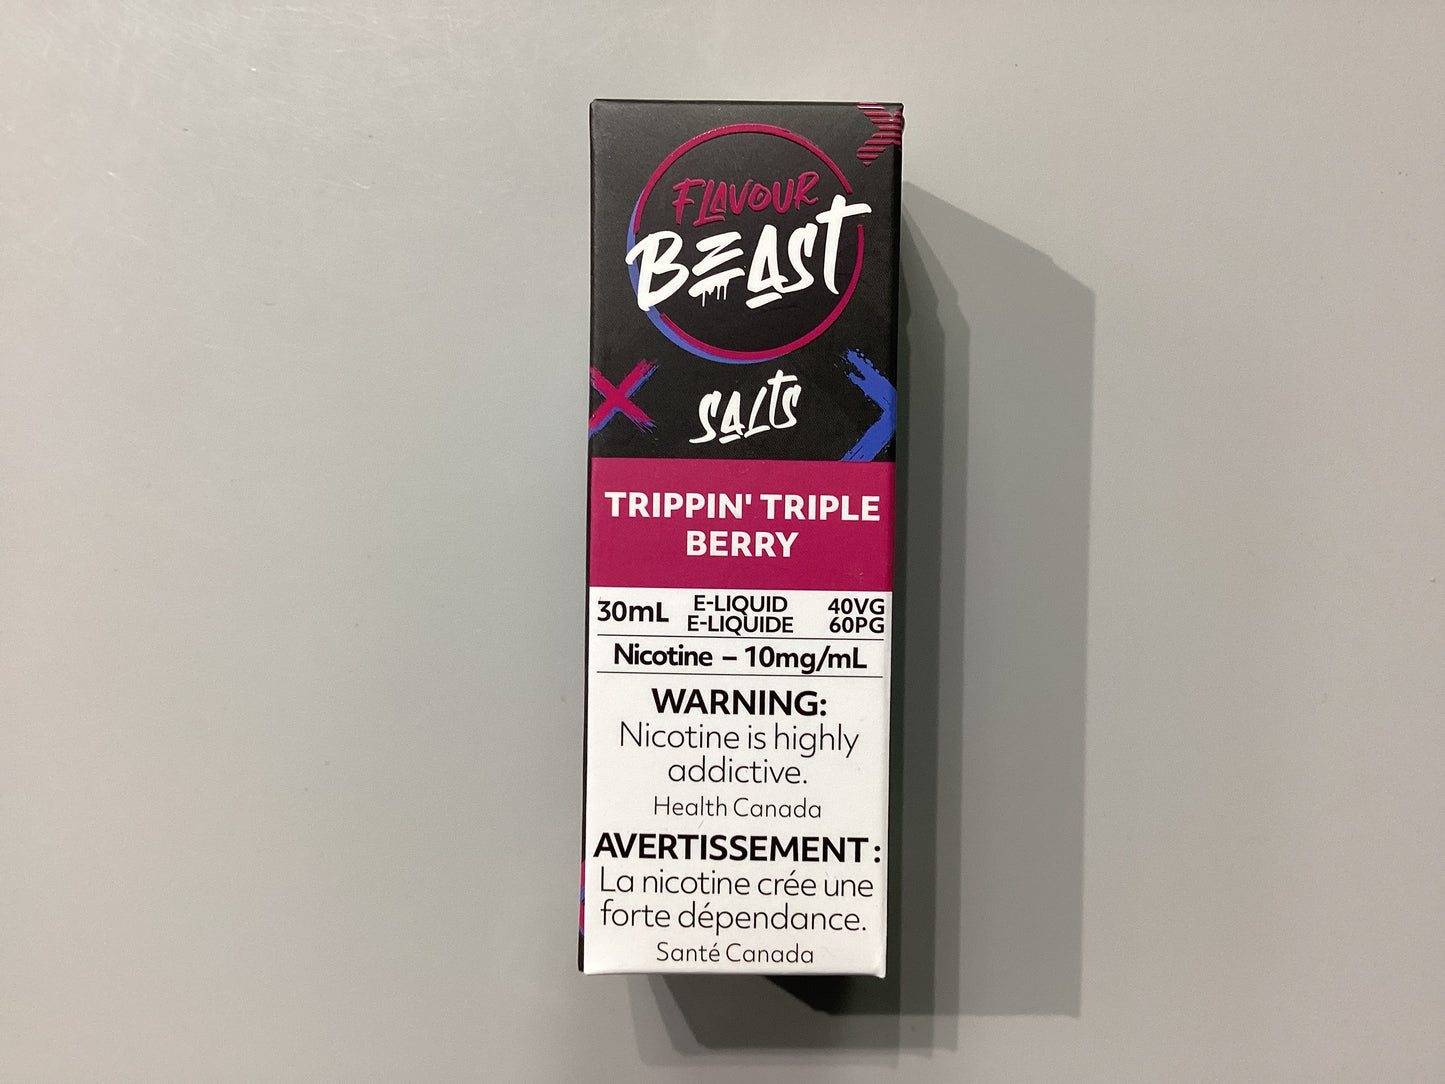 FLAVOUR
BEAST
SALTS
TRIPPIN' TRIPLE
BERRY
30mL E-LIQUID 40VG
E-LIQUIDE 60PG
Nicotine – 10mg/mL
WARNING:
Nicotine is highly
addictive.
Health Canada
AVERTISSEMENT :
La nicotine crée une
forte dépendance.
Santé Canada